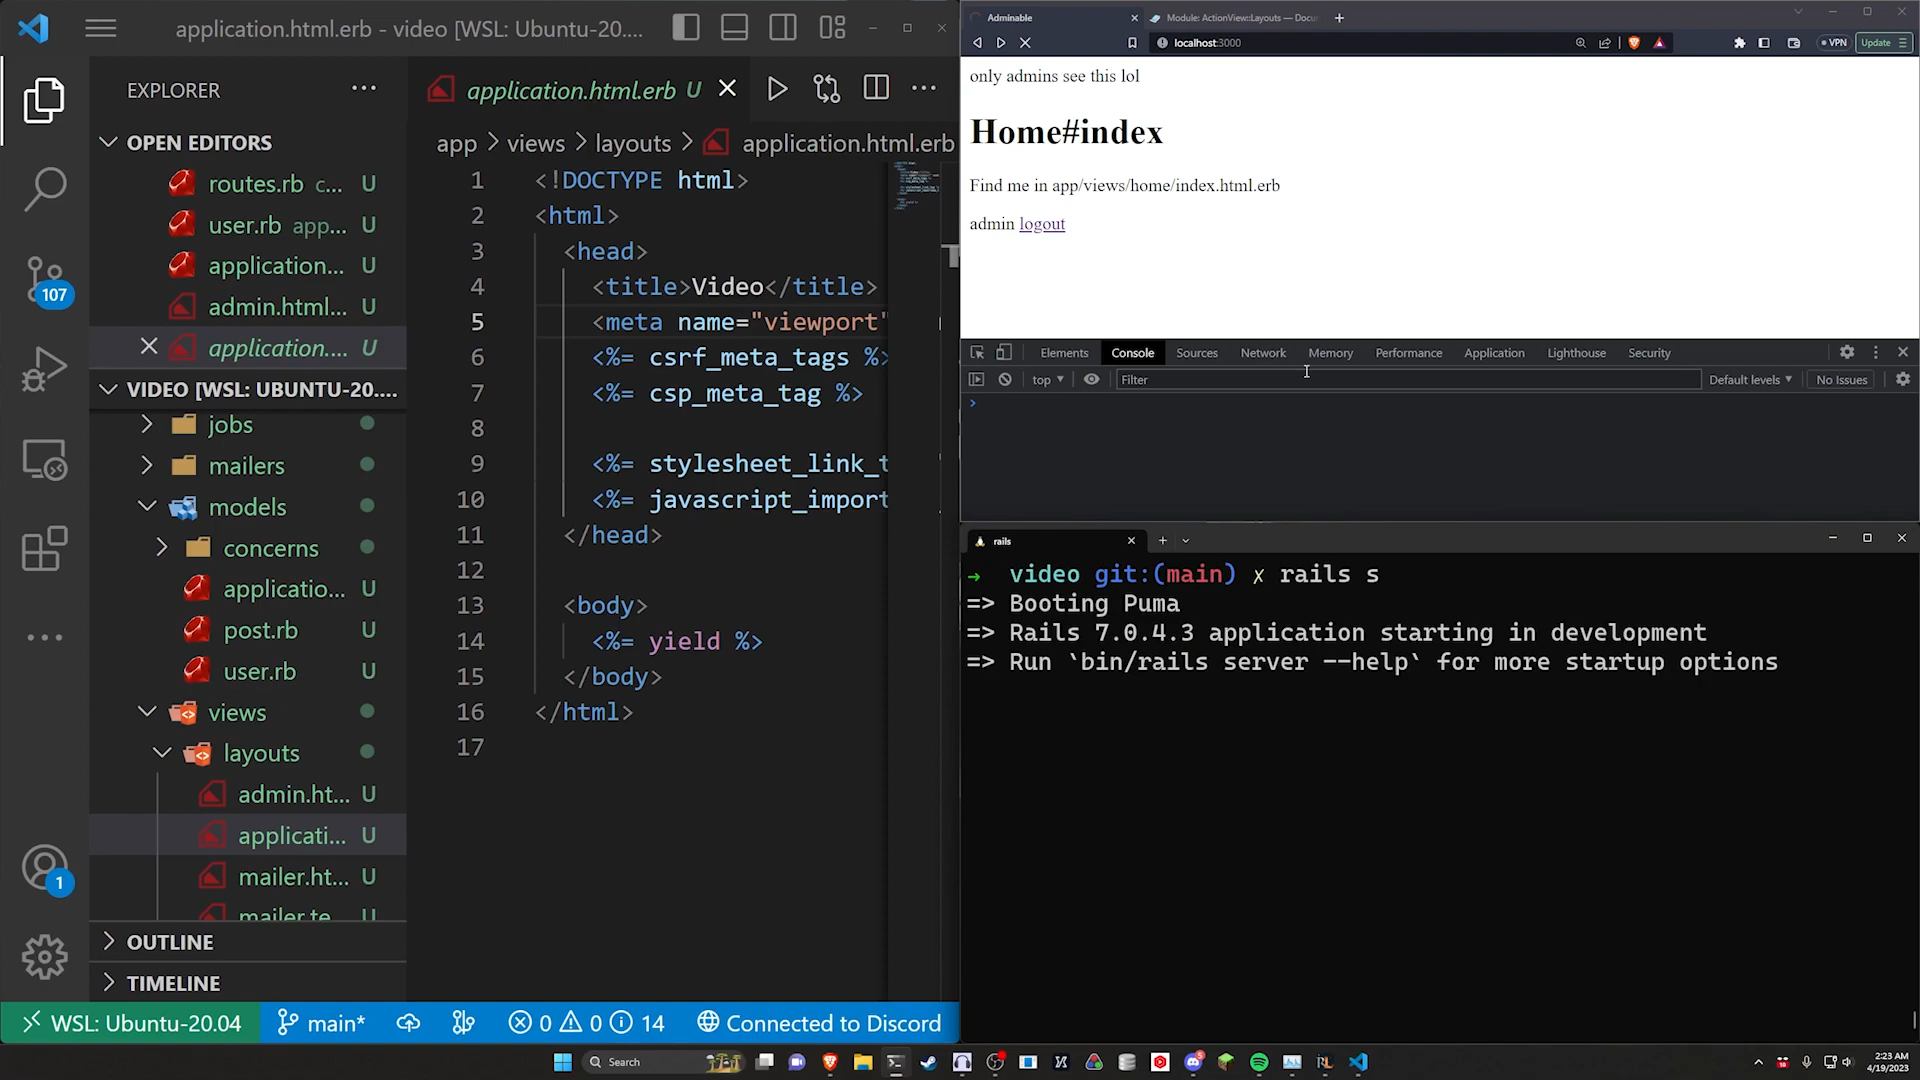 application.html.erb - video [WSL: Ubuntu-20....
EXPLORER
OPEN EDITORS
routes.rb c... U
user.rb app... U
application... U
admin.html... U
application.... U
VIDEO [WSL: UBUNTU-20....
jobs
mailers
models
concerns
applicatio... U
post.rb U
user.rb U
views
layouts
admin.ht... U
applicati... U
mailer.ht... U
mailer.te U
OUTLINE
TIMELINE
107
1
application.html.erb U
app > views > layouts > application.html.erb
1 <!DOCTYPE html>
2 <html>
3 <head>
4 <title>Video</title>
5 <meta name="viewport"
6 <%= csrf_meta_tags %>
7 <%= csp_meta_tag %>
8
9 <%= stylesheet_link_t
10 <%= javascript_import
11 </head>
12
13 <body>
14 <%= yield %>
15 </body>
16 </html>
17
WSL: Ubuntu-20.04 main* 0 0 14 Connected to Discord
Adminable
Module: ActionView::Layouts — Docu
localhost:3000
VPN
Update
only admins see this lol
Home#index
Find me in app/views/home/index.html.erb
admin logout
Elements Console Sources Network Memory Performance Application Lighthouse Security
top Filter Default levels No Issues
rails
→ video git:(main) ✗ rails s
=> Booting Puma
=> Rails 7.0.4.3 application starting in development
=> Run `bin/rails server --help` for more startup options
Search
2:23 AM
4/19/2023